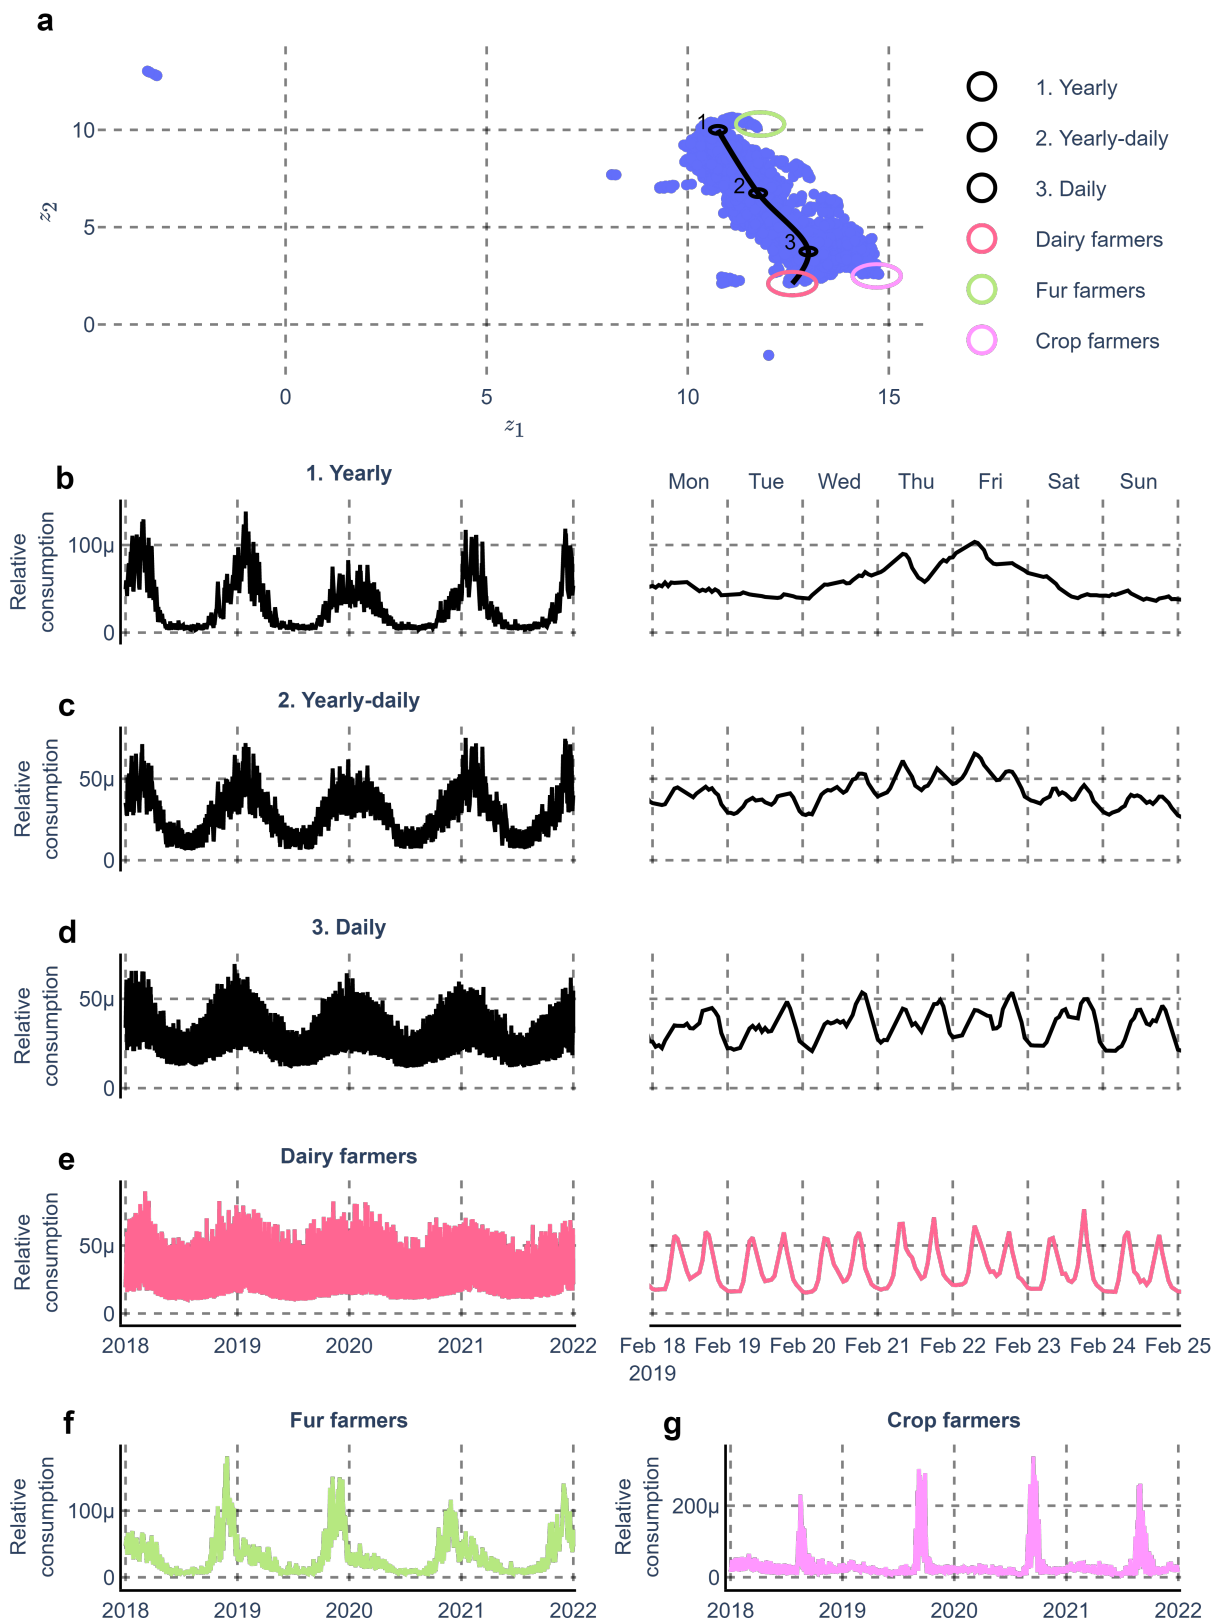 a
10
5
0
z2
0
5
10
15
z1
1
2
3
1. Yearly
2. Yearly-daily
3. Daily
Dairy farmers
Fur farmers
Crop farmers
b
1. Yearly
Relative
consumption
100μ
0
Mon Tue Wed Thu Fri Sat Sun
c
2. Yearly-daily
Relative
consumption
50μ
0
d
3. Daily
Relative
consumption
50μ
0
e
Dairy farmers
Relative
consumption
50μ
0
2018 2019 2020 2021 2022
Feb 18 Feb 19 Feb 20 Feb 21 Feb 22 Feb 23 Feb 24 Feb 25
2019
f
Fur farmers
Relative
consumption
100μ
0
2018 2019 2020 2021 2022
g
Crop farmers
Relative
consumption
200μ
0
2018 2019 2020 2021 2022